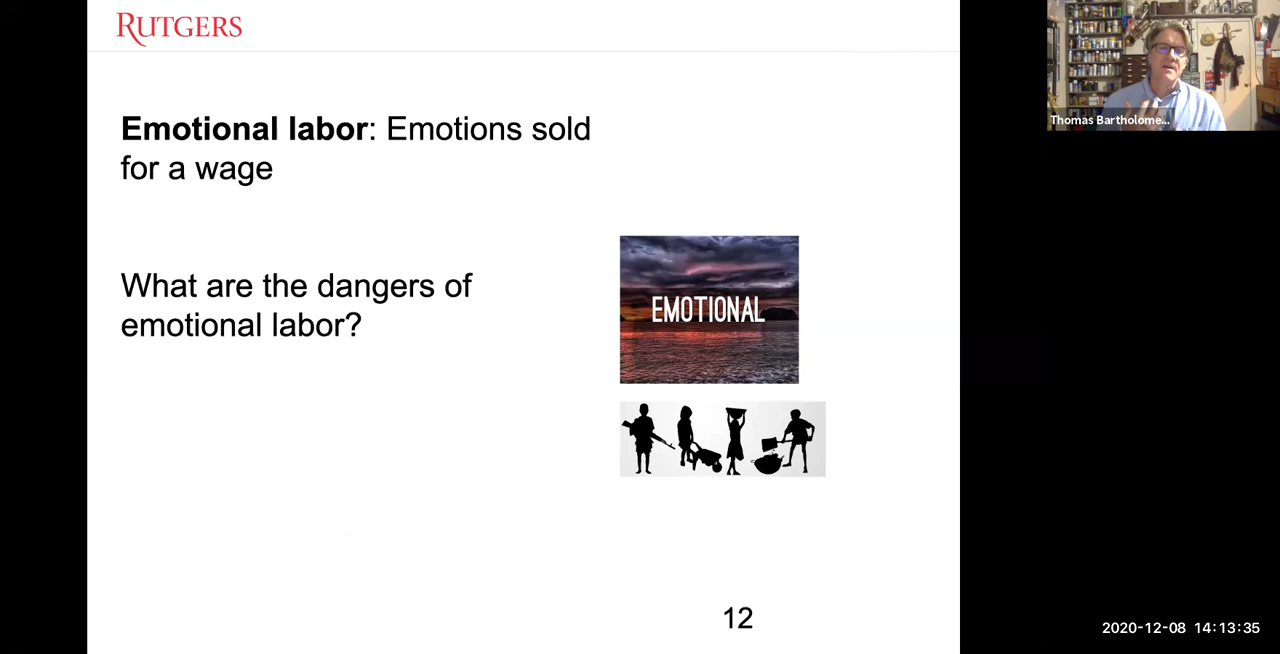 RUTGERS
Emotional labor: Emotions sold
for a wage
What are the dangers of
emotional labor?
EMOTIONAL
12
Thomas Bartholome...
2020-12-08 14:13:35